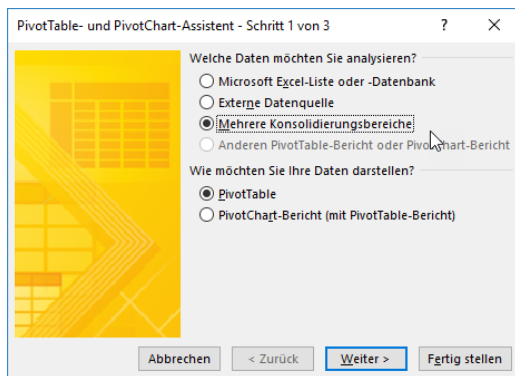 PivotTable- und PivotChart-Assistent - Schritt 1 von 3
Welche Daten möchten Sie analysieren?
Microsoft Excel-Liste oder -Datenbank
Externe Datenquelle
Mehrere Konsolidierungsbereiche
Anderen PivotTable-Bericht oder PivotChart-Bericht
Wie möchten Sie Ihre Daten darstellen?
PivotTable
PivotChart-Bericht (mit PivotTable-Bericht)
Abbrechen < Zurück Weiter > Fertig stellen